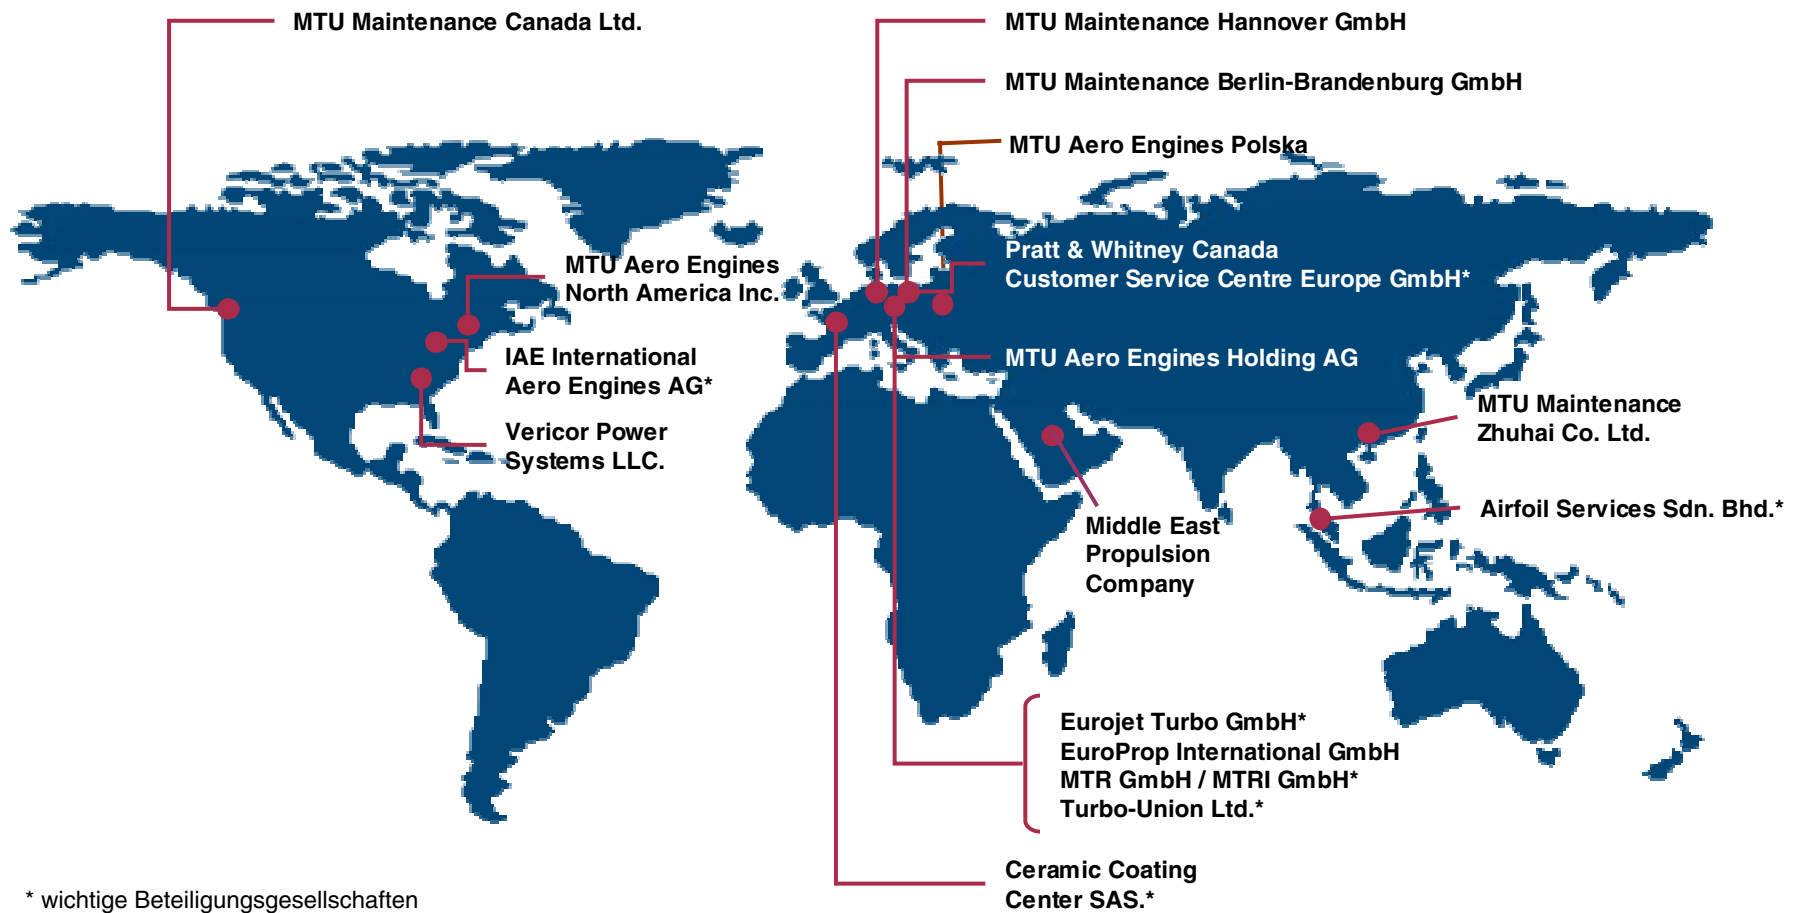 MTU Maintenance Canada Ltd.
MTU Maintenance Hannover GmbH
MTU Maintenance Berlin-Brandenburg GmbH
MTU Aero Engines Polska
Pratt & Whitney Canada
Customer Service Centre Europe GmbH*
MTU Aero Engines
North America Inc.
IAE International
Aero Engines AG*
MTU Aero Engines Holding AG
Vericor Power
Systems LLC.
MTU Maintenance
Zhuhai Co. Ltd.
Airfoil Services Sdn. Bhd.*
Middle East
Propulsion
Company
Eurojet Turbo GmbH*
EuroProp International GmbH
MTR GmbH / MTRI GmbH*
Turbo-Union Ltd.*
Ceramic Coating
Center SAS.*
* wichtige Beteiligungsgesellschaften